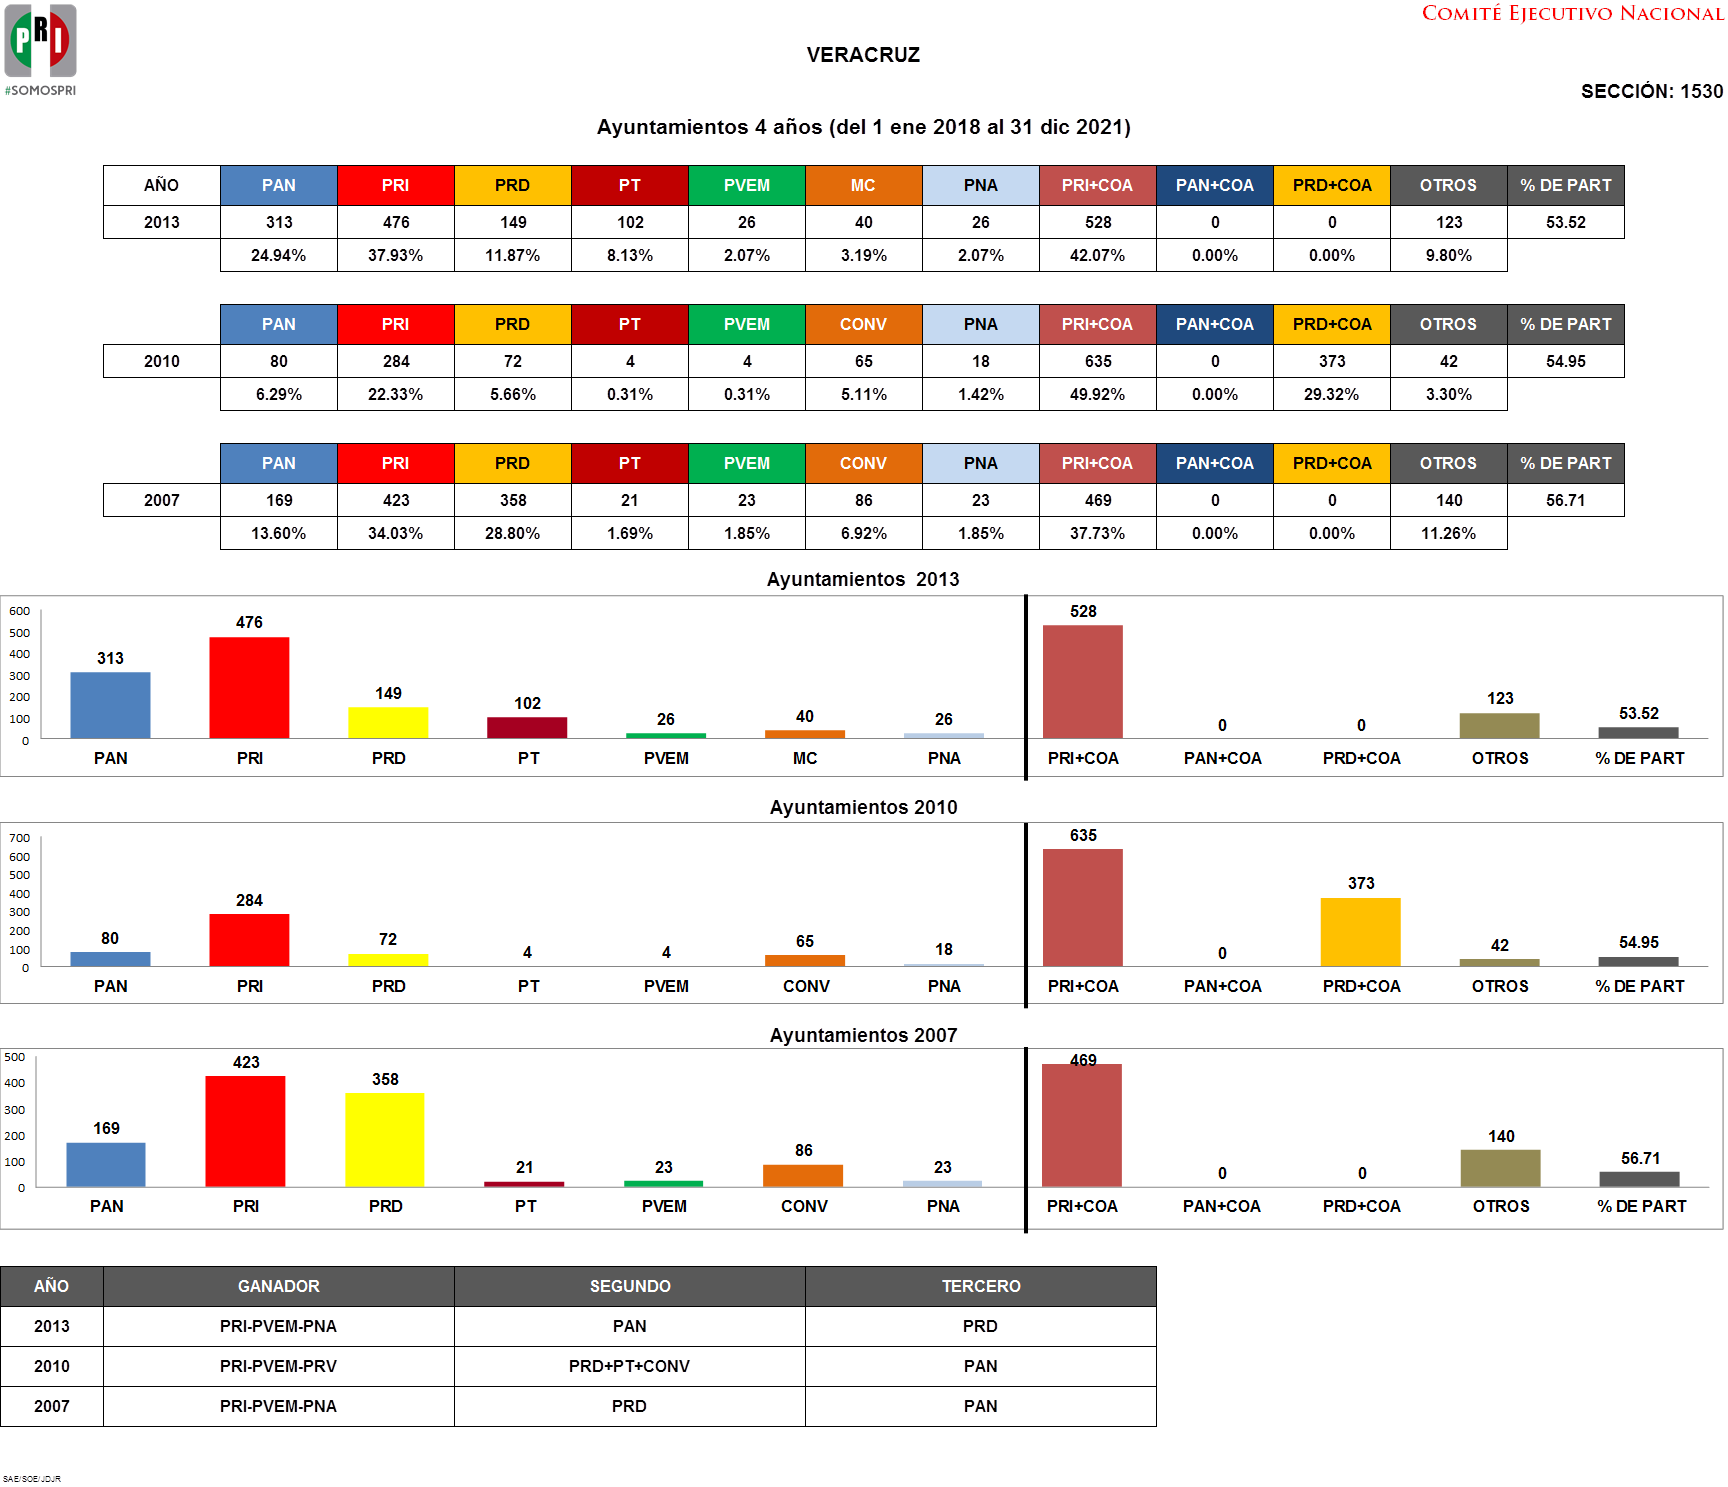 PRI
#SOMOSPRI
COMITÉ EJECUTIVO NACIONAL
VERACRUZ
SECCIÓN: 1530
Ayuntamientos 4 años (del 1 ene 2018 al 31 dic 2021)
AÑO PAN PRI PRD PT PVEM MC PNA PRI+COA PAN+COA PRD+COA OTROS % DE PART
2013 313 476 149 102 26 40 26 528 0 0 123 53.52
24.94% 37.93% 11.87% 8.13% 2.07% 3.19% 2.07% 42.07% 0.00% 0.00% 9.80%
PAN PRI PRD PT PVEM CONV PNA PRI+COA PAN+COA PRD+COA OTROS % DE PART
2010 80 284 72 4 4 65 18 635 0 373 42 54.95
6.29% 22.33% 5.66% 0.31% 0.31% 5.11% 1.42% 49.92% 0.00% 29.32% 3.30%
PAN PRI PRD PT PVEM CONV PNA PRI+COA PAN+COA PRD+COA OTROS % DE PART
2007 169 423 358 21 23 86 23 469 0 0 140 56.71
13.60% 34.03% 28.80% 1.69% 1.85% 6.92% 1.85% 37.73% 0.00% 0.00% 11.26%
Ayuntamientos 2013
600
500
400
300
200
100
0
313 476 149 102 26 40 26 528 0 0 123 53.52
PAN PRI PRD PT PVEM MC PNA PRI+COA PAN+COA PRD+COA OTROS % DE PART
Ayuntamientos 2010
700
600
500
400
300
200
100
0
80 284 72 4 4 65 18 635 0 373 42 54.95
PAN PRI PRD PT PVEM CONV PNA PRI+COA PAN+COA PRD+COA OTROS % DE PART
Ayuntamientos 2007
500
400
300
200
100
0
169 423 358 21 23 86 23 469 0 0 140 56.71
PAN PRI PRD PT PVEM CONV PNA PRI+COA PAN+COA PRD+COA OTROS % DE PART
AÑO GANADOR SEGUNDO TERCERO
2013 PRI-PVEM-PNA PAN PRD
2010 PRI-PVEM-PRV PRD+PT+CONV PAN
2007 PRI-PVEM-PNA PRD PAN
SAE/SOE/JDJR